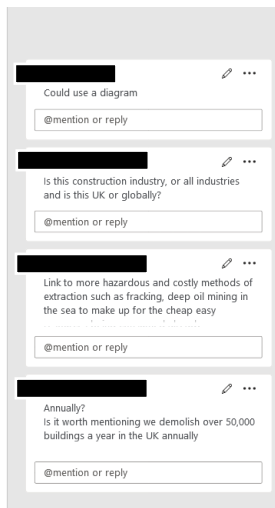 Could use a diagram
@mention or reply
Is this construction industry, or all industries
and is this UK or globally?
@mention or reply
Link to more hazardous and costly methods of
extraction such as fracking, deep oil mining in
the sea to make up for the cheap easy
@mention or reply
Annually?
Is it worth mentioning we demolish over 50,000
buildings a year in the UK annually
@mention or reply